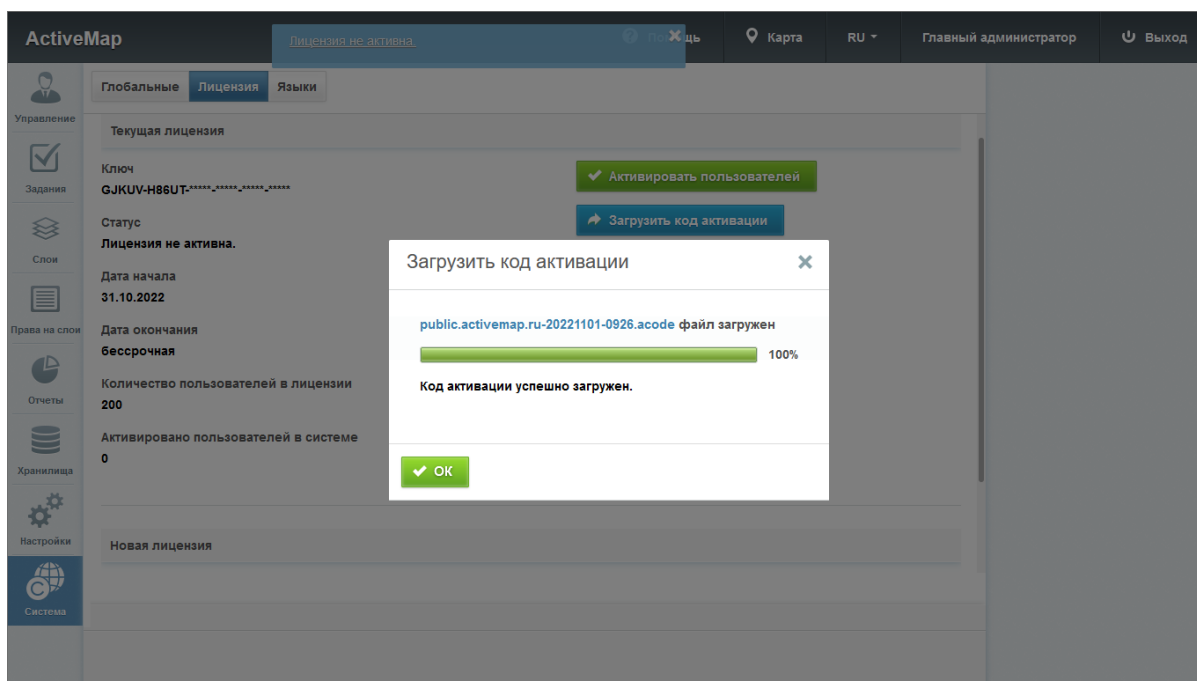 ActiveMap
Лицензия не активна.
Помощь
Карта
RU
Главный администратор
Выход
Управление
Задания
Слои
Права на слои
Отчеты
Хранилища
Настройки
Система
Глобальные Лицензия Языки
Текущая лицензия
Ключ
GJKUV-H86UT-*****-*****-*****-*****
Статус
Лицензия не активна.
Дата начала
31.10.2022
Дата окончания
бессрочная
Количество пользователей в лицензии
200
Активировано пользователей в системе
0
Активировать пользователей
Загрузить код активации
Загрузить код активации
public.activemap.ru-20221101-0926.acode файл загружен
100%
Код активации успешно загружен.
ОК
Новая лицензия